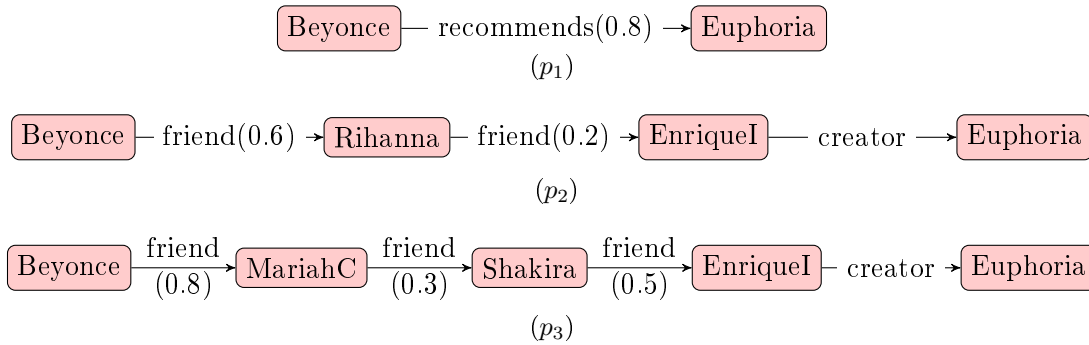 Beyonce recommends(0.8) Euphoria
(p1)
Beyonce friend(0.6) Rihanna friend(0.2) EnriqueI creator Euphoria
(p2)
friend friend friend
Beyonce MariahC Shakira EnriqueI creator Euphoria
(0.8) (0.3) (0.5)
(p3)